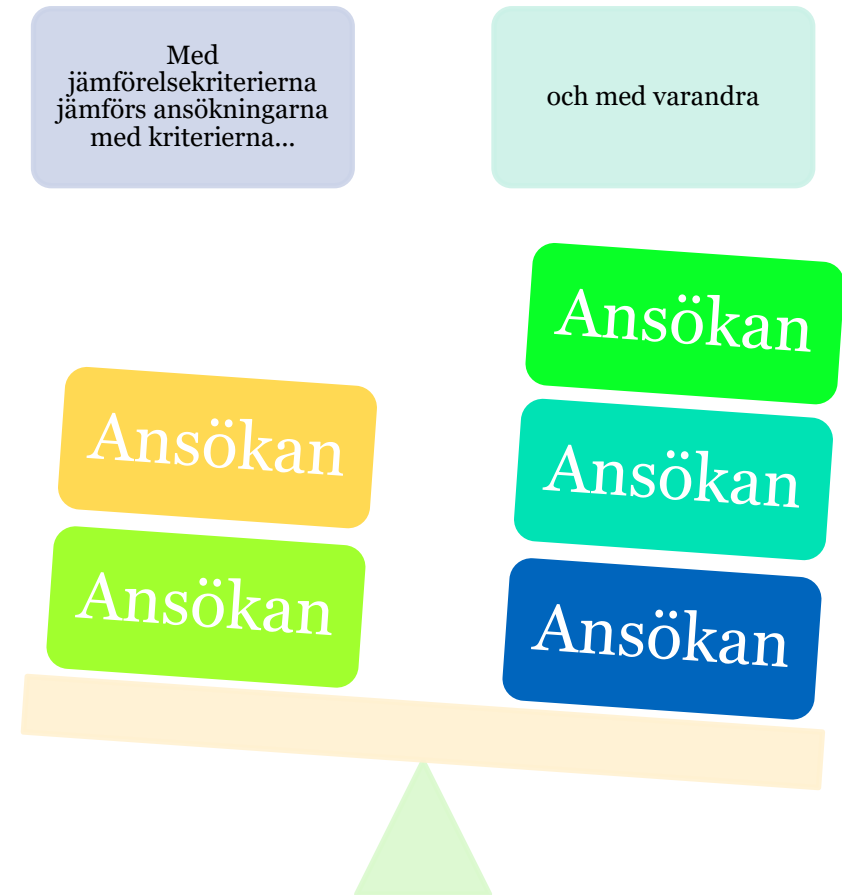 Med
jämförelsekriterierna
jämförs ansökningarna
med kriterierna...
och med varandra
Ansökan
Ansökan
Ansökan
Ansökan
Ansökan